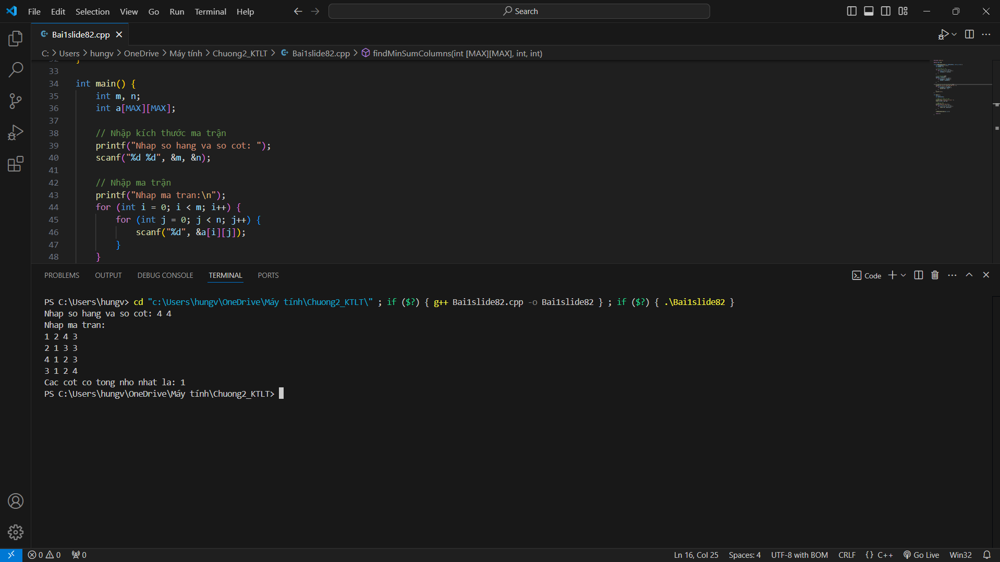 File Edit Selection View Go Run Terminal Help
Search
Bai1slide82.cpp
C: > Users > hungv > OneDrive > Máy tính > Chuong2_KTLT > Bai1slide82.cpp > findMinSumColumns(int [MAX][MAX], int, int)
32 }
33
34 int main() {
35 int m, n;
36 int a[MAX][MAX];
37
38 // Nhập kích thước ma trận
39 printf("Nhap so hang va so cot: ");
40 scanf("%d %d", &m, &n);
41
42 // Nhập ma trận
43 printf("Nhap ma tran:\n");
44 for (int i = 0; i < m; i++) {
45 for (int j = 0; j < n; j++) {
46 scanf("%d", &a[i][j]);
47 }
48 }
PROBLEMS OUTPUT DEBUG CONSOLE TERMINAL PORTS
Code
PS C:\Users\hungv> cd "c:\Users\hungv\OneDrive\Máy tính\Chuong2_KTLT\" ; if ($?) { g++ Bai1slide82.cpp -o Bai1slide82 } ; if ($?) { .\Bai1slide82 }
Nhap so hang va so cot: 4 4
Nhap ma tran:
1 2 4 3
2 1 3 3
4 1 2 3
3 1 2 4
Cac cot co tong nho nhat la: 1
PS C:\Users\hungv\OneDrive\Máy tính\Chuong2_KTLT>
0 0 0 Ln 16, Col 25 Spaces: 4 UTF-8 with BOM CRLF {} C++ Go Live Win32